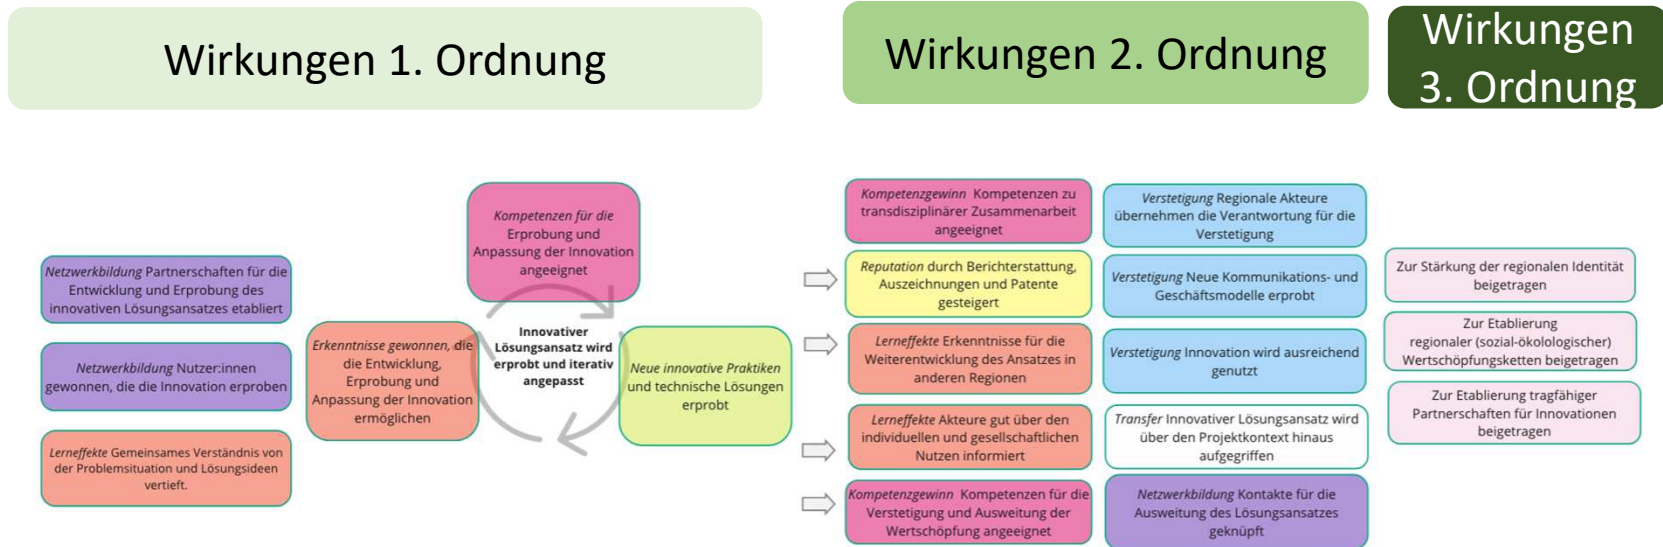 Wirkungen 1. Ordnung
Wirkungen 2. Ordnung
Wirkungen
3. Ordnung
Netzwerkbildung Partnerschaften für die
Entwicklung und Erprobung des
innovativen Lösungsansatzes etabliert
Netzwerkbildung Nutzer:innen
gewonnen, die die Innovation erproben
Lerneffekte Gemeinsames Verständnis von
der Problemsituation und Lösungsideen
vertieft.
Erkenntnisse gewonnen, die
die Entwicklung,
Erprobung und
Anpassung der Innovation
ermöglichen
Kompetenzen für die
Erprobung und
Anpassung der Innovation
angeeignet
Innovativer
Lösungsansatz wird
erprobt und iterativ
angepasst
Neue innovative Praktiken
und technische Lösungen
erprobt
Kompetenzgewinn Kompetenzen zu
transdisziplinärer Zusammenarbeit
angeeignet
Reputation durch Berichterstattung,
Auszeichnungen und Patente
gesteigert
Lerneffekte Erkenntnisse für die
Weiterentwicklung des Ansatzes in
anderen Regionen
Lerneffekte Akteure gut über den
individuellen und gesellschaftlichen
Nutzen informiert
Kompetenzgewinn Kompetenzen für die
Verstetigung und Ausweitung der
Wertschöpfung angeeignet
Verstetigung Regionale Akteure
übernehmen die Verantwortung für die
Verstetigung
Verstetigung Neue Kommunikations- und
Geschäftsmodelle erprobt
Verstetigung Innovation wird ausreichend
genutzt
Transfer Innovativer Lösungsansatz wird
über den Projektkontext hinaus
aufgegriffen
Netzwerkbildung Kontakte für die
Ausweitung des Lösungsansatzes
geknüpft
Zur Stärkung der regionalen Identität
beigetragen
Zur Etablierung
regionaler (sozial-ökolologischer)
Wertschöpfungsketten beigetragen
Zur Etablierung tragfähiger
Partnerschaften für Innovationen
beigetragen